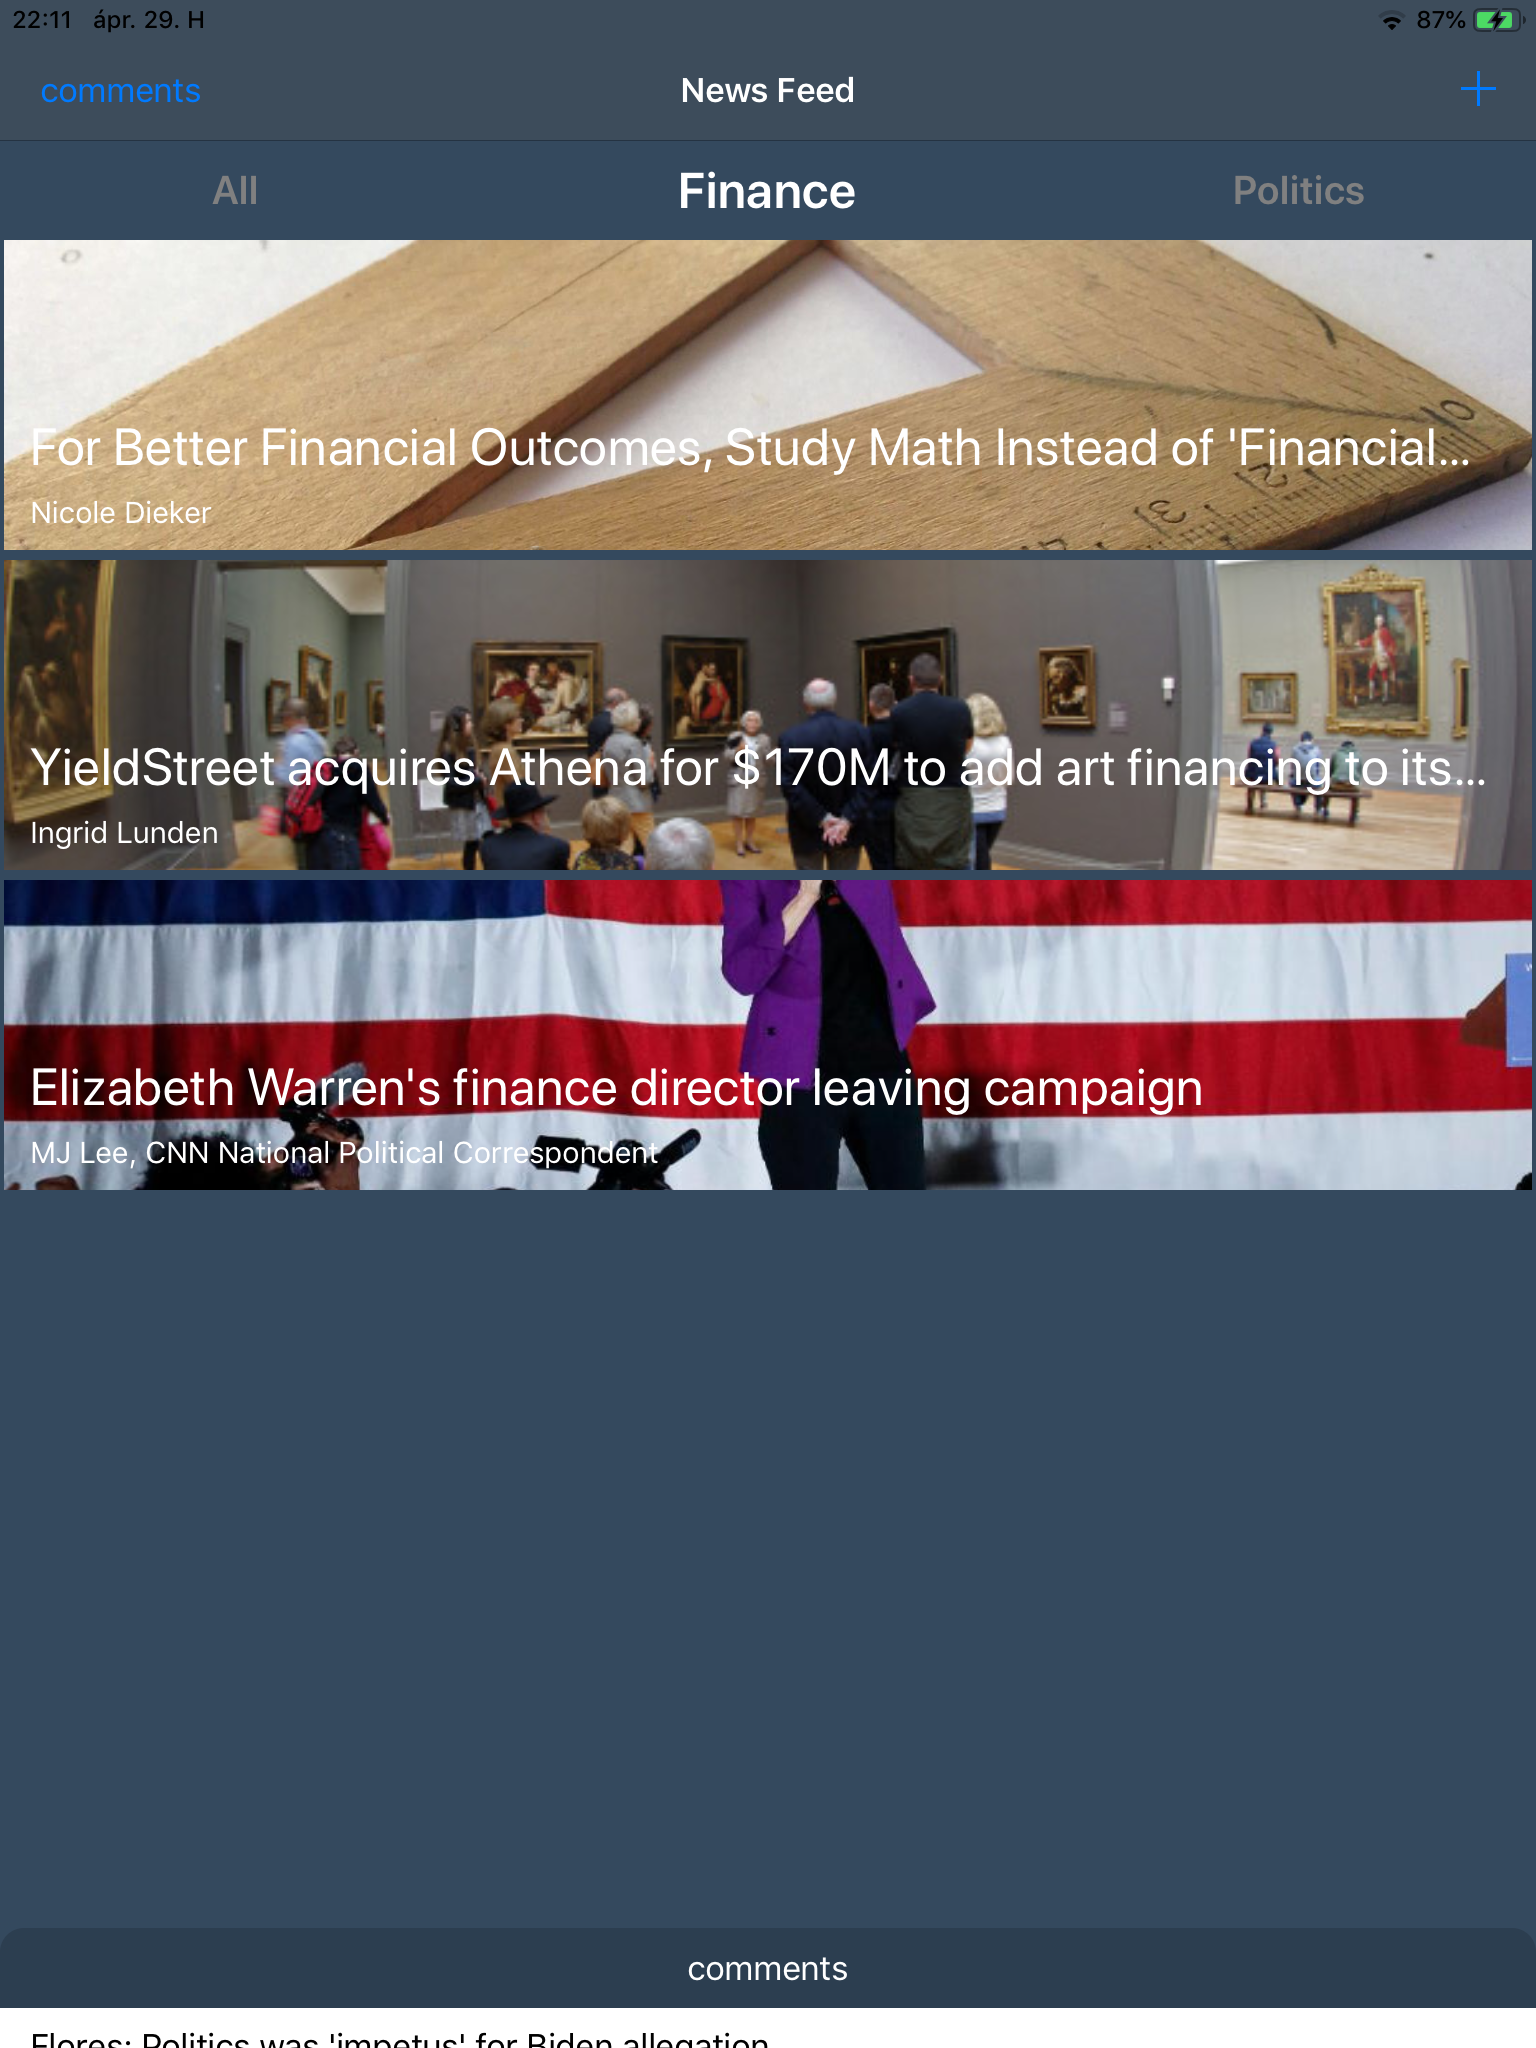 22:11 ápr. 29. H 87%
comments News Feed +
All Finance Politics
For Better Financial Outcomes, Study Math Instead of 'Financial...
Nicole Dieker
YieldStreet acquires Athena for $170M to add art financing to its...
Ingrid Lunden
Elizabeth Warren's finance director leaving campaign
MJ Lee, CNN National Political Correspondent
comments
Flores: Politics was 'impetus' for Biden allegation